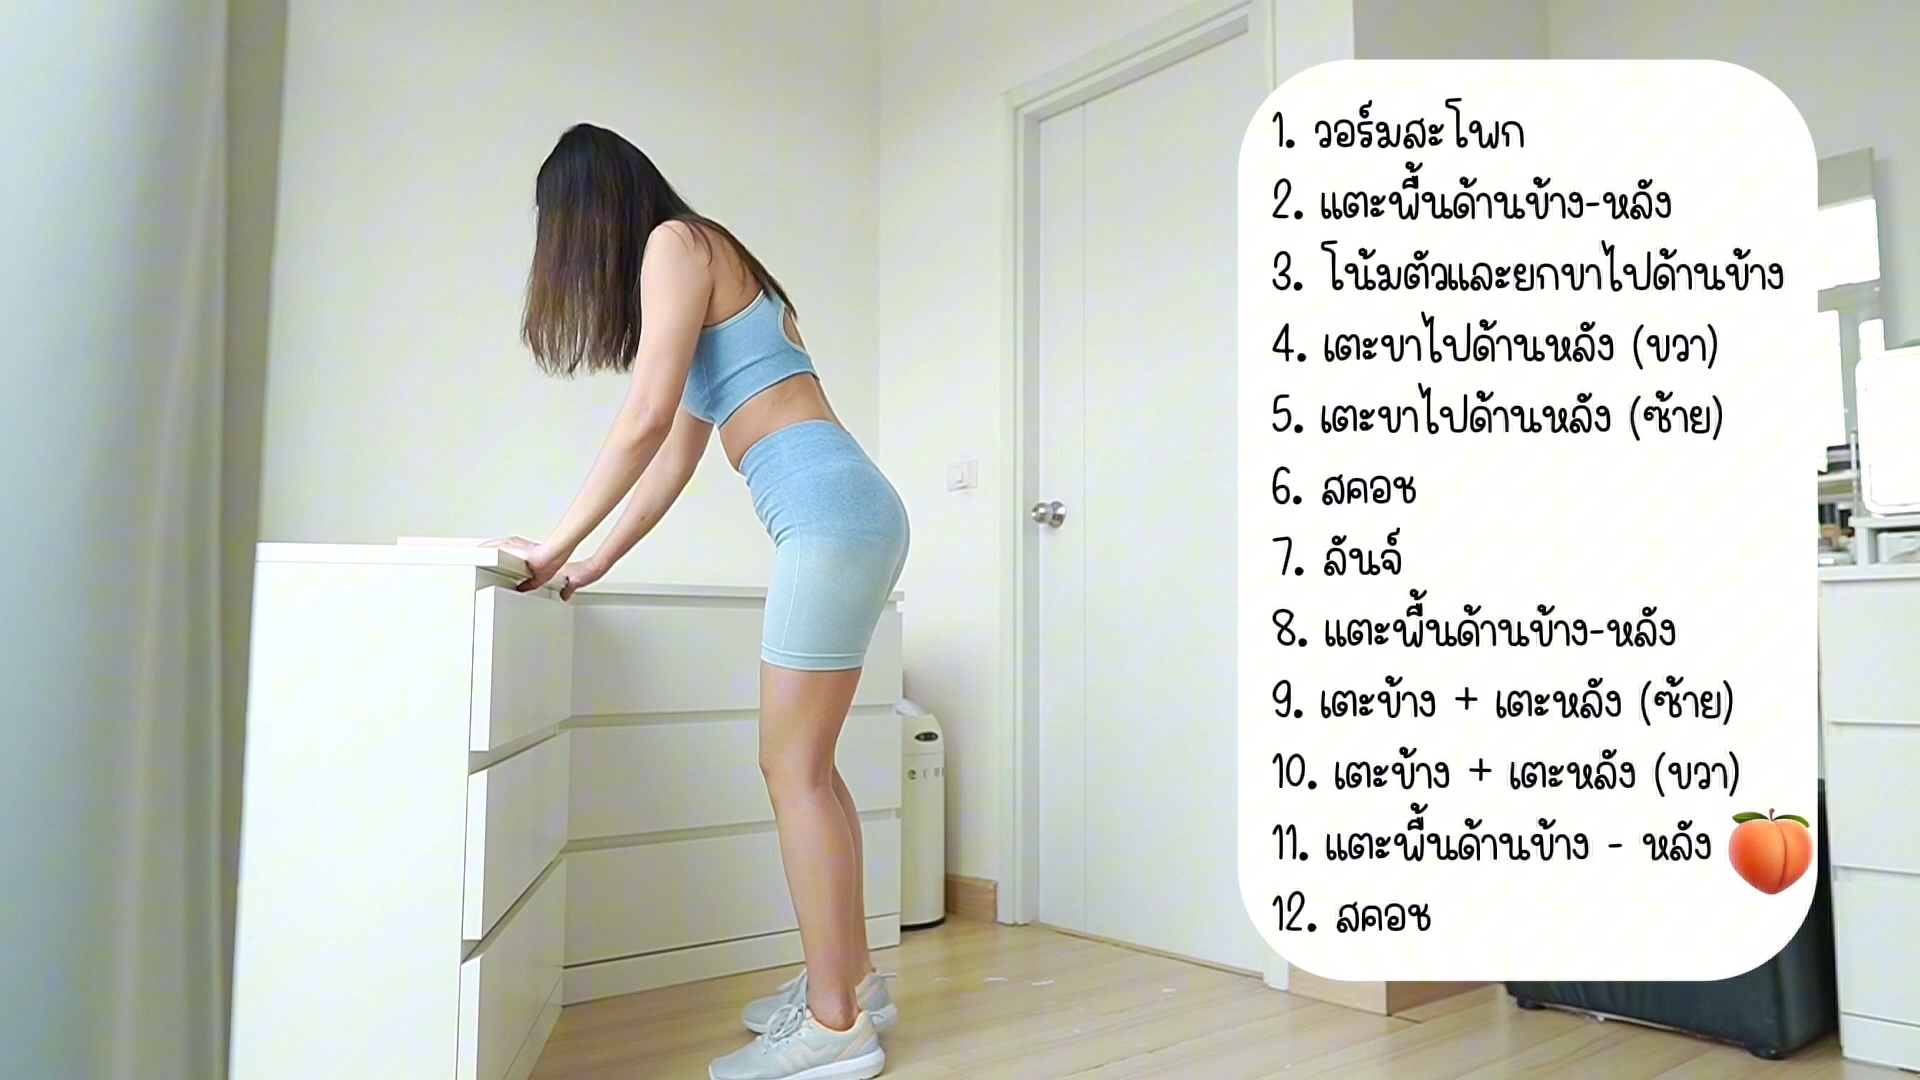 1. วอร์มสะโพก
2. แตะพื้นด้านข้าง-หลัง
3. โน้มตัวและยกขาไปด้านข้าง
4. เตะขาไปด้านหลัง (ขวา)
5. เตะขาไปด้านหลัง (ซ้าย)
6. สคอช
7. ลันจ์
8. แตะพื้นด้านข้าง-หลัง
9. เตะข้าง + เตะหลัง (ซ้าย)
10. เตะข้าง + เตะหลัง (ขวา)
11. แตะพื้นด้านข้าง - หลัง 🍑
12. สคอช